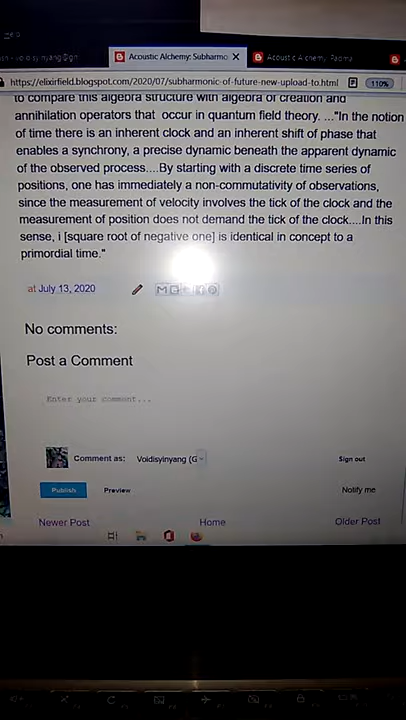 Help
Acoustic Alchemy: Subharmo
https://elixirfield.blogspot.com/2020/07/subharmonic-of-future-new-upload-to.html
110%
to compare this algebra structure with algebra of creation and
annihilation operators that occur in quantum field theory. ..."In the notion
of time there is an inherent clock and an inherent shift of phase that
enables a synchrony, a precise dynamic beneath the apparent dynamic
of the observed process....By starting with a discrete time series of
positions, one has immediately a non-commutativity of observations,
since the measurement of velocity involves the tick of the clock and the
measurement of position does not demand the tick of the clock....In this
sense, i [square root of negative one] is identical in concept to a
primordial time."
at July 13, 2020
No comments:
Post a Comment
Enter your comment...
Comment as: Voidisyinyang (G
Sign out
Publish Preview
Notify me
Newer Post Home Older Post